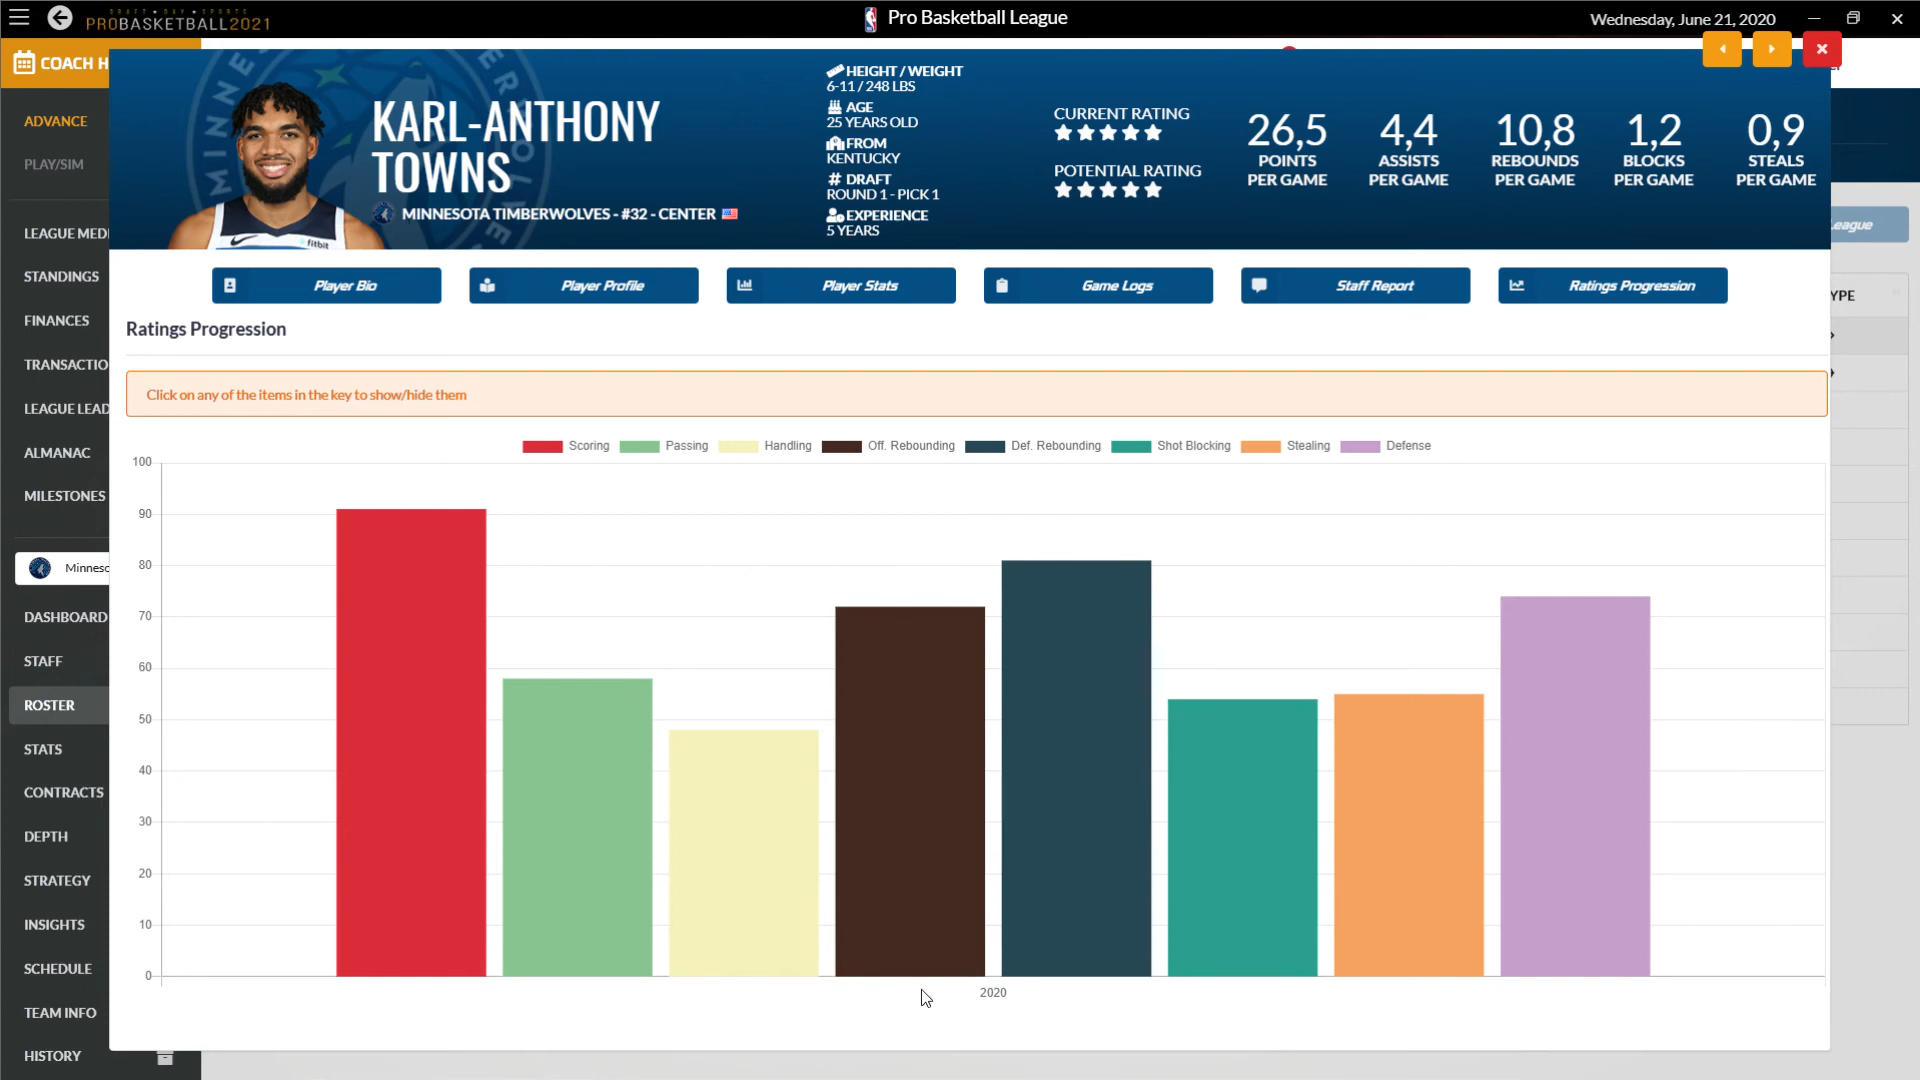 DRAFT DAY SPORTS
PROBASKETBALL2021
Pro Basketball League
Wednesday, June 21, 2020
COACH H
ADVANCE
PLAY/SIM
LEAGUE MEDI
STANDINGS
FINANCES
TRANSACTIO
LEAGUE LEAD
ALMANAC
MILESTONES
Minneso
DASHBOARD
STAFF
ROSTER
STATS
CONTRACTS
DEPTH
STRATEGY
INSIGHTS
SCHEDULE
TEAM INFO
HISTORY
KARL-ANTHONY
TOWNS
MINNESOTA TIMBERWOLVES - #32 - CENTER
fitbit
HEIGHT / WEIGHT
6-11 / 248 LBS
AGE
25 YEARS OLD
FROM
KENTUCKY
# DRAFT
ROUND 1 - PICK 1
EXPERIENCE
5 YEARS
CURRENT RATING
POTENTIAL RATING
26,5
POINTS
PER GAME
4,4
ASSISTS
PER GAME
10,8
REBOUNDS
PER GAME
1,2
BLOCKS
PER GAME
0,9
STEALS
PER GAME
Player Bio
Player Profile
Player Stats
Game Logs
Staff Report
Ratings Progression
Ratings Progression
Click on any of the items in the key to show/hide them
Scoring Passing Handling Off. Rebounding Def. Rebounding Shot Blocking Stealing Defense
100
90
80
70
60
50
40
30
20
10
0
2020
eague
YPE